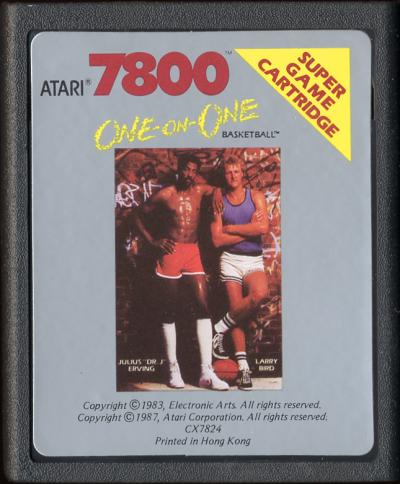 ATARI® 7800™
SUPER
GAME
CARTRIDGE
ONE-ON-ONE
BASKETBALL™
JULIUS "DR. J"
ERVING
LARRY
BIRD
Copyright ©1983, Electronic Arts. All rights reserved.
Copyright ©1987, Atari Corporation. All rights reserved.
CX7824
Printed in Hong Kong